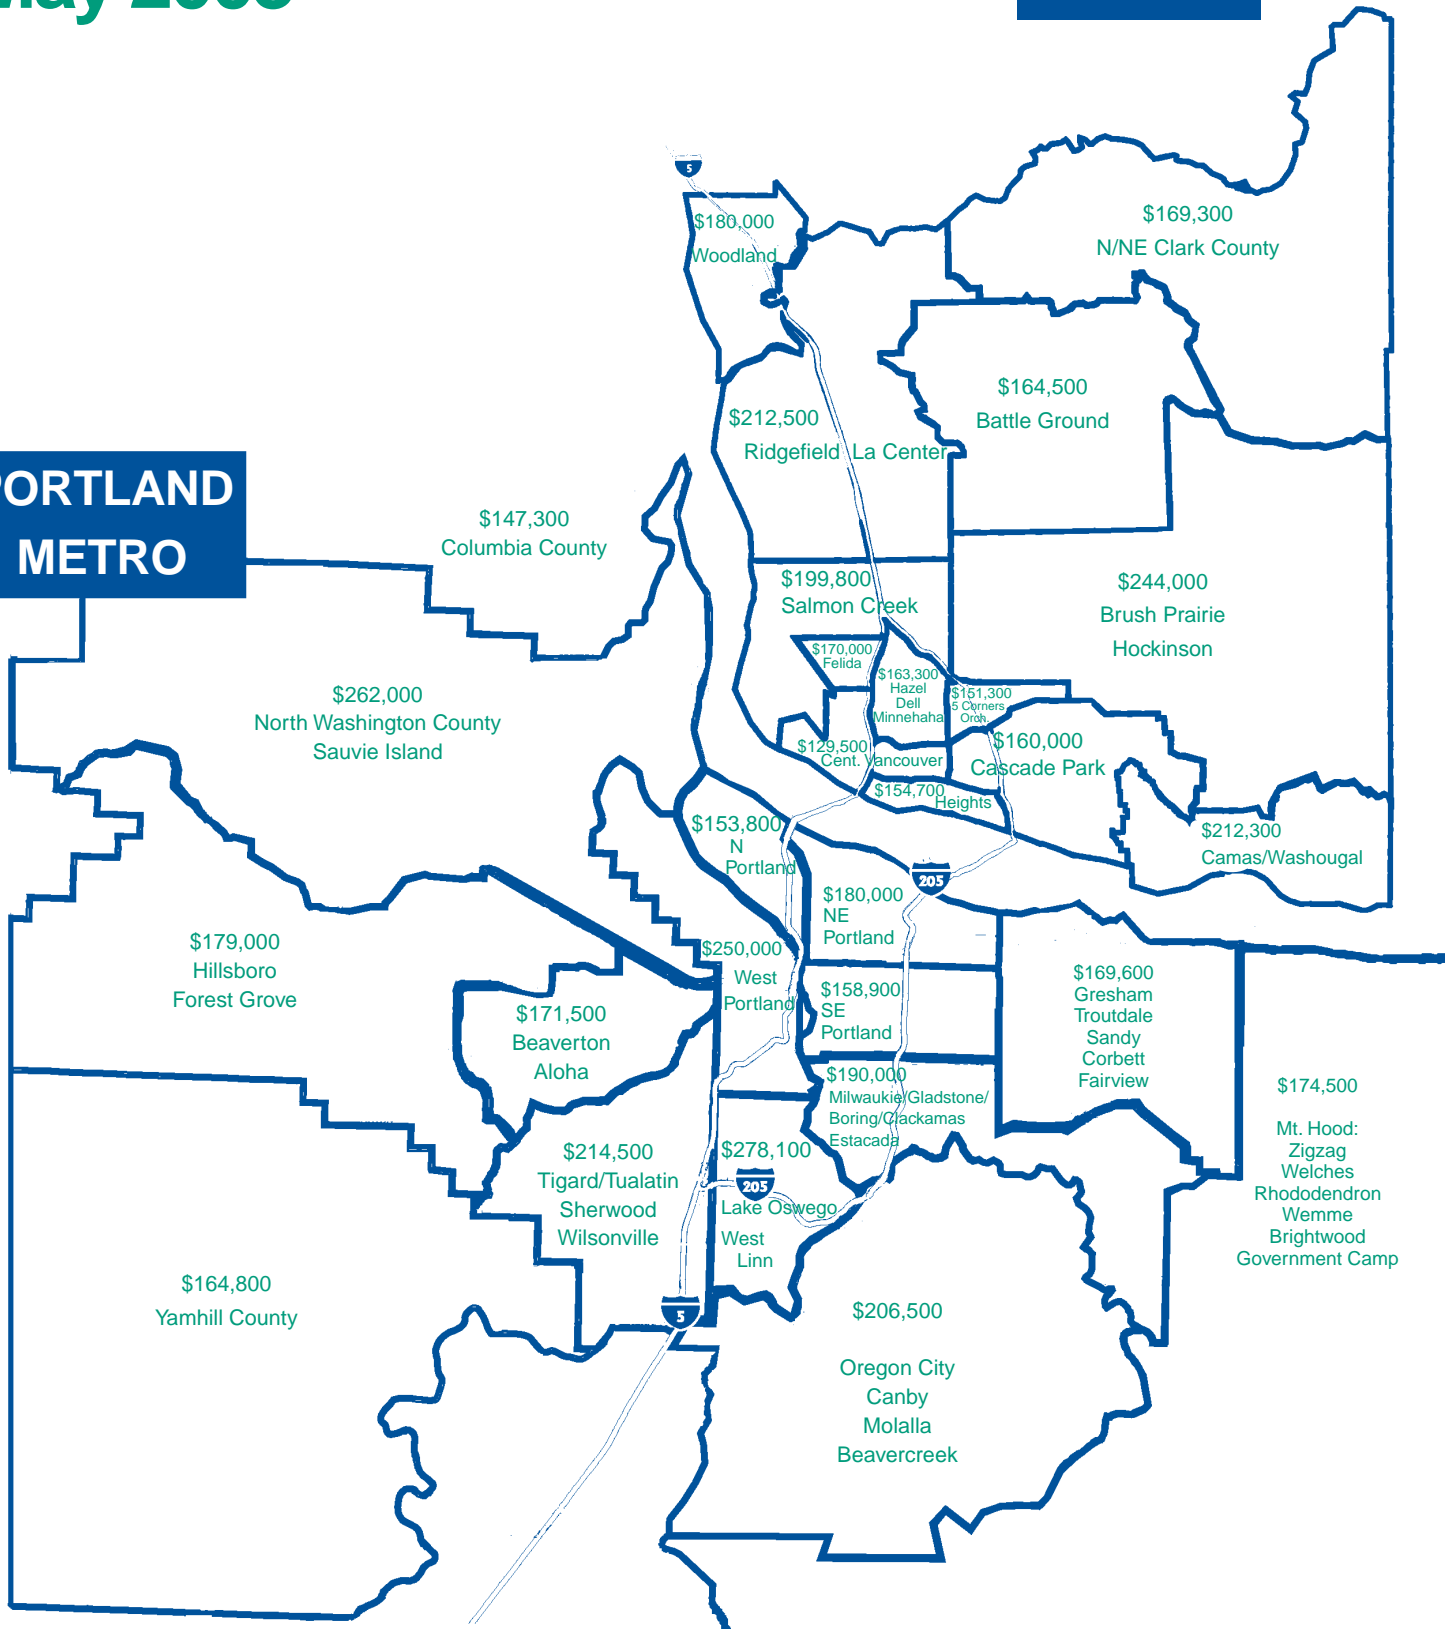 PORTLAND
METRO
5
$180,000
Woodland
$169,300
N/NE Clark County
$164,500
Battle Ground
$212,500
Ridgefield La Center
$147,300
Columbia County
$199,800
Salmon Creek
$244,000
Brush Prairie
Hockinson
$170,000
Felida
$163,300
Hazel
Dell
Minnehaha
$151,300
5 Corners
Orch.
$262,000
North Washington County
Sauvie Island
$129,500
Cent. Vancouver
$160,000
Cascade Park
$154,700
Heights
$212,300
Camas/Washougal
$153,800
N
Portland
205
$180,000
NE
Portland
$179,000
Hillsboro
Forest Grove
$250,000
West
Portland
$158,900
SE
Portland
$169,600
Gresham
Troutdale
Sandy
Corbett
Fairview
$171,500
Beaverton
Aloha
$190,000
Milwaukie/Gladstone/
Boring/Clackamas
Estacada
$174,500
Mt. Hood:
Zigzag
Welches
Rhododendron
Wemme
Brightwood
Government Camp
$214,500
Tigard/Tualatin
Sherwood
Wilsonville
$278,100
205
Lake Oswego
West
Linn
$164,800
Yamhill County
5
$206,500
Oregon City
Canby
Molalla
Beavercreek